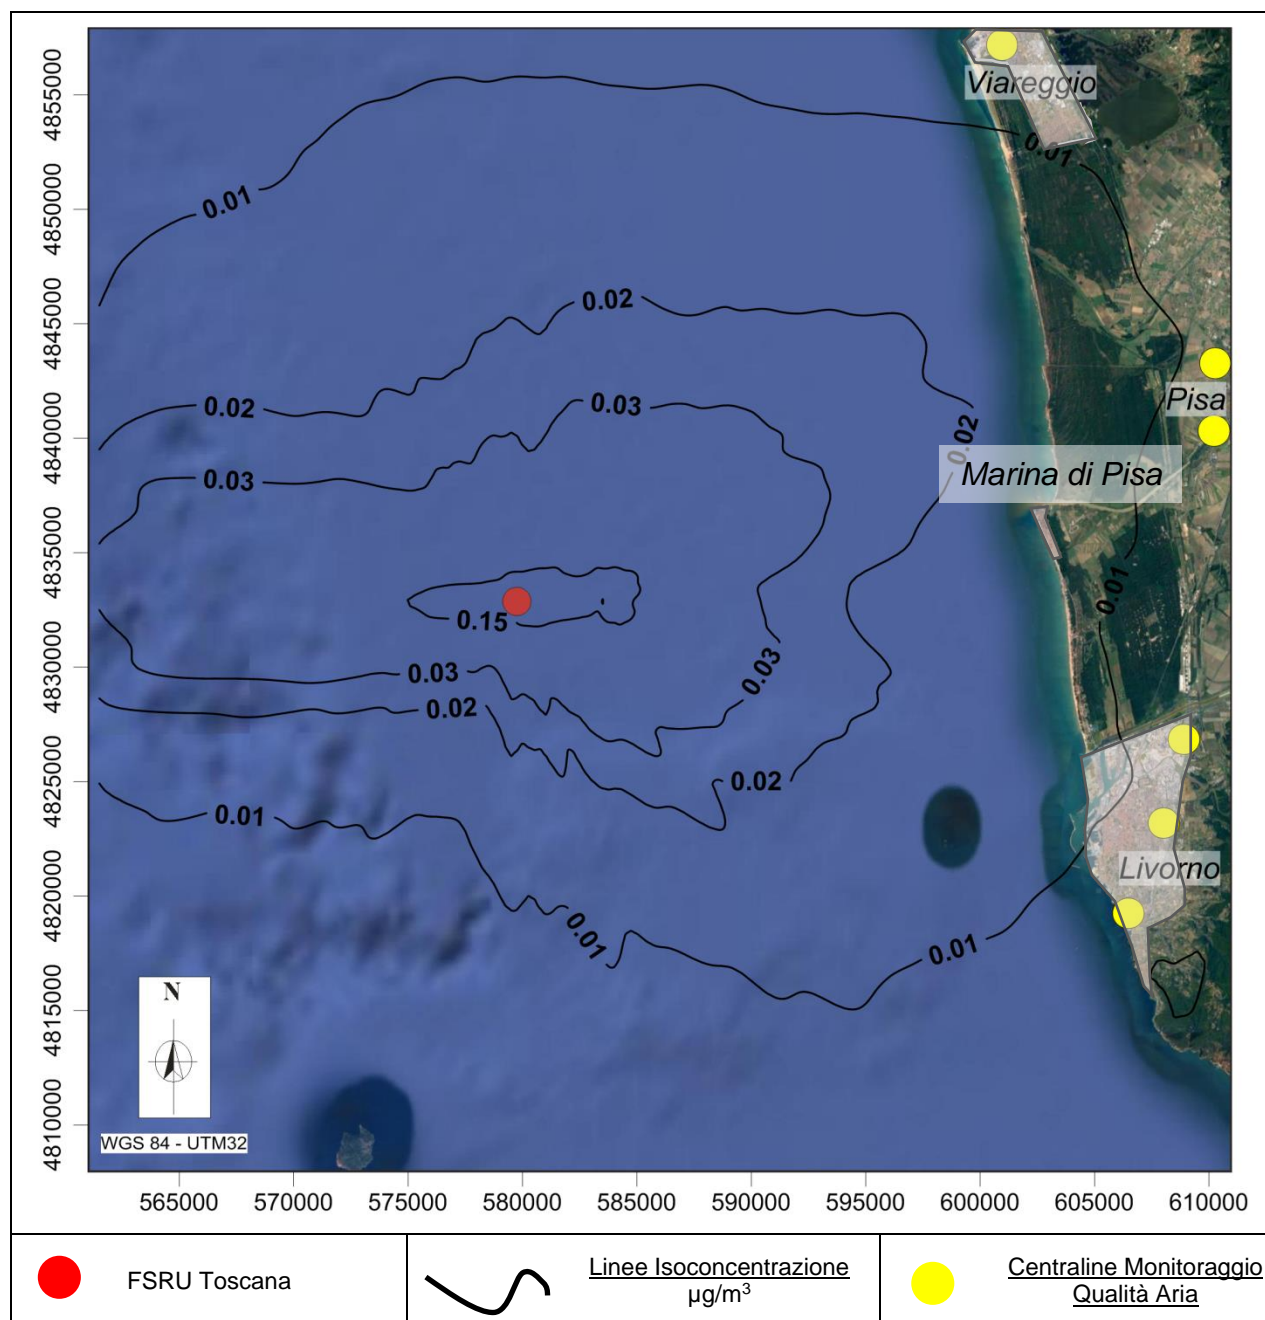 4855000
4850000
4845000
4840000
4835000
4830000
4825000
4820000
4815000
4810000
Viareggio
0.01
0.01
0.02
0.02
0.03
0.02
Pisa
Marina di Pisa
0.03
0.01
0.15
0.03
0.03
0.02
0.02
0.01
Livorno
0.01
0.01
N
WGS 84 - UTM32
565000 570000 575000 580000 585000 590000 595000 600000 605000 610000
FSRU Toscana
Linee Isoconcentrazione
µg/m³
Centraline Monitoraggio
Qualità Aria